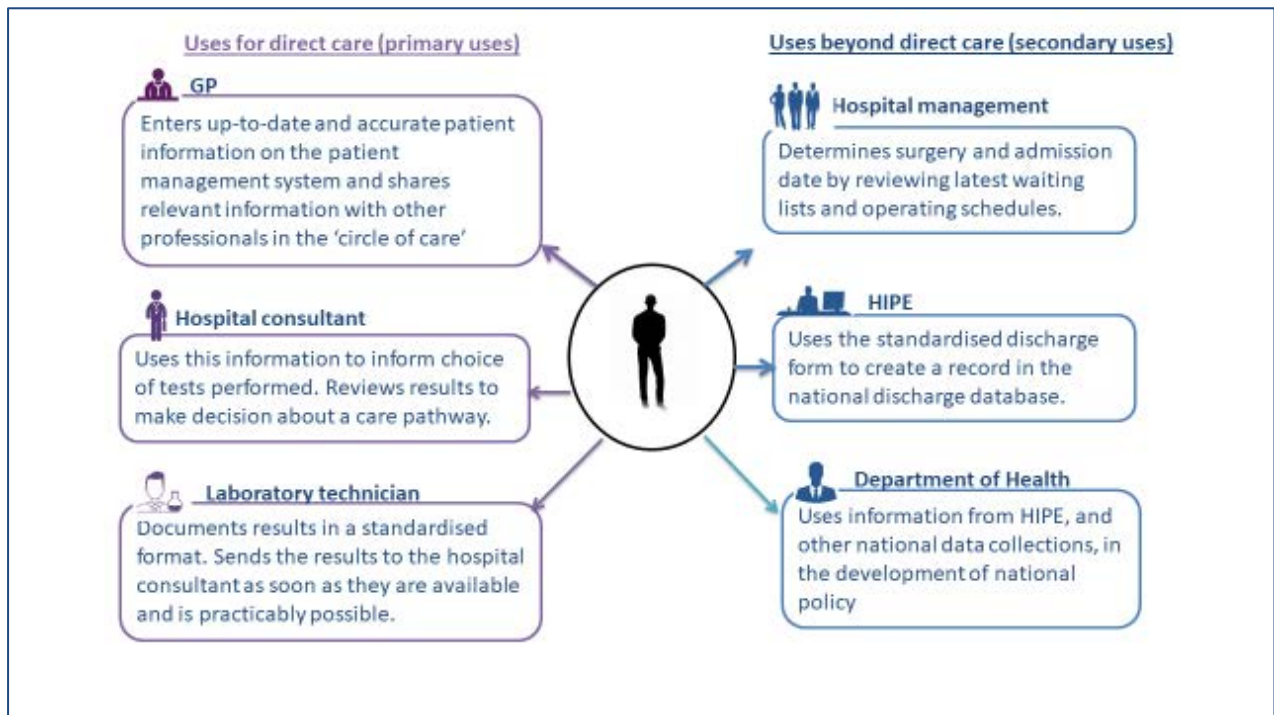 Uses for direct care (primary uses)
GP
Enters up-to-date and accurate patient
information on the patient
management system and shares
relevant information with other
professionals in the ‘circle of care’
Hospital consultant
Uses this information to inform choice
of tests performed. Reviews results to
make decision about a care pathway.
Laboratory technician
Documents results in a standardised
format. Sends the results to the hospital
consultant as soon as they are available
and is practicably possible.
Uses beyond direct care (secondary uses)
Hospital management
Determines surgery and admission
date by reviewing latest waiting
lists and operating schedules.
HIPE
Uses the standardised discharge
form to create a record in the
national discharge database.
Department of Health
Uses information from HIPE, and
other national data collections, in
the development of national
policy